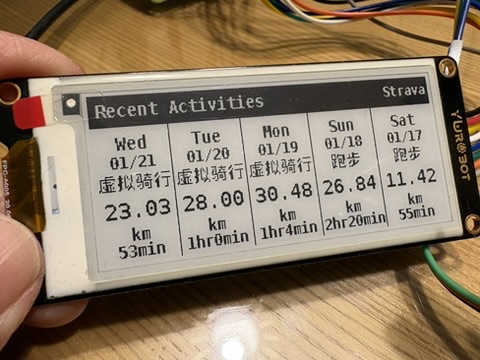 Recent Activities
Strava
Wed
01/21
虚拟骑行
23.03
km
53min
Tue
01/20
虚拟骑行
28.00
km
1hr0min
Mon
01/19
虚拟骑行
30.48
km
1hr4min
Sun
01/18
跑步
26.84
km
2hr20min
Sat
01/17
跑步
11.42
km
55min
YwROBOT